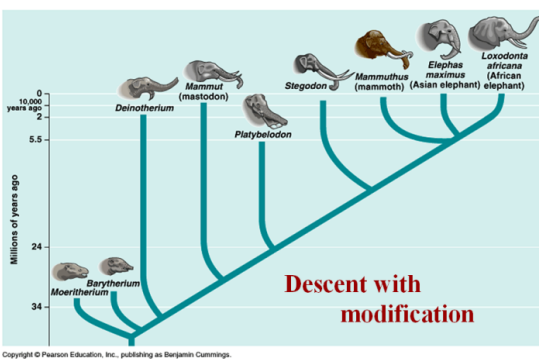 Loxodonta
africana
(African
elephant)
Elephas
maximus
(Asian elephant)
Mammuthus
(mammoth)
Stegodon
Mammut
(mastodon)
Deinotherium
Platybelodon
0
10,000
years ago
2
5.5
Millions of years ago
24
34
Barytherium
Moeritherium
Descent with
modification
Copyright © Pearson Education, Inc., publishing as Benjamin Cummings.